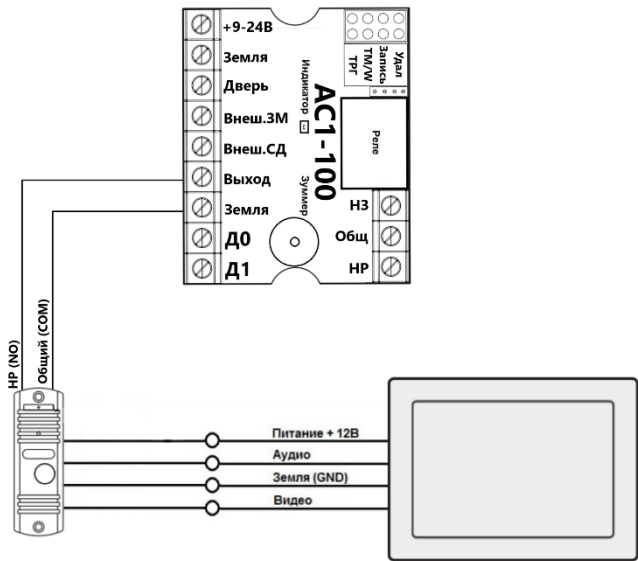 +9-24В
Земля
Дверь
Внеш.ЗМ
Внеш.СД
Выход
Земля
Д0
Д1
Индикатор
Зуммер
АС1-100
Удал
Запись
TM/W
ТРГ
Реле
НЗ
Общ
НР
НР (NO)
Общий (COM)
Питание + 12В
Аудио
Земля (GND)
Видео